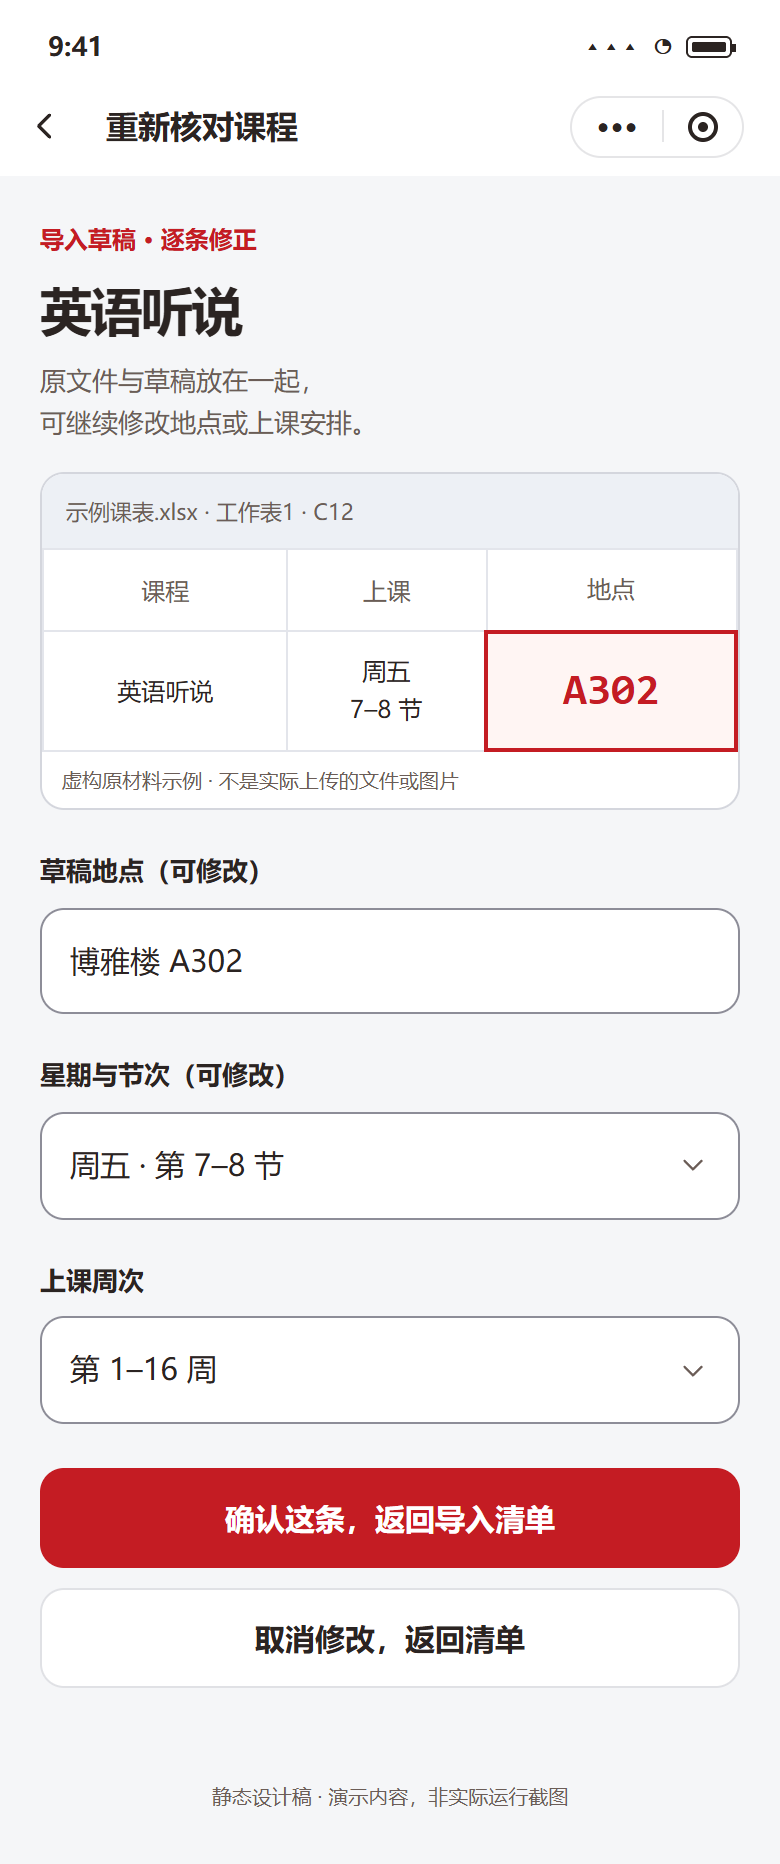 9:41
重新核对课程
导入草稿·逐条修正
英语听说
原文件与草稿放在一起，
可继续修改地点或上课安排。
示例课表.xlsx · 工作表1 · C12
课程 上课 地点
英语听说 周五 7–8 节 A302
虚构原材料示例 · 不是实际上传的文件或图片
草稿地点（可修改）
博雅楼 A302
星期与节次（可修改）
周五 · 第 7–8 节
上课周次
第 1–16 周
确认这条，返回导入清单
取消修改，返回清单
静态设计稿 · 演示内容，非实际运行截图